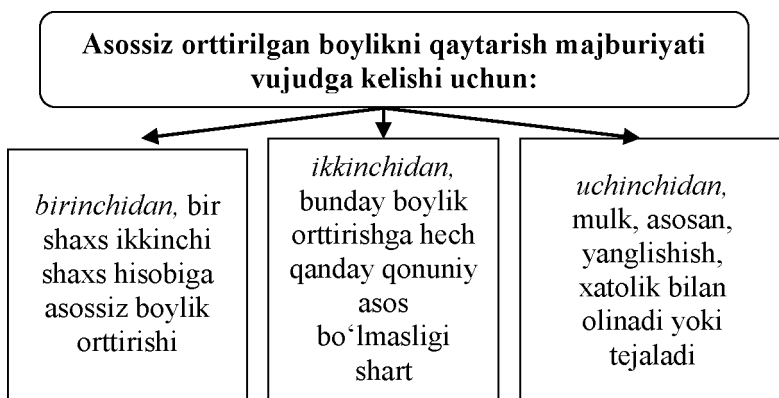 Asossiz orttirilgan boylikni qaytarish majburiyati
vujudga kelishi uchun:
birinchidan, bir
shaxs ikkinchi
shaxs hisobiga
asossiz boylik
orttirishi
ikkinchidan,
bunday boylik
orttirishga hech
qanday qonuniy
asos
bo‘lmasligi
shart
uchinchidan,
mulk, asosan,
yanglishish,
xatolik bilan
olinadi yoki
tejaladi